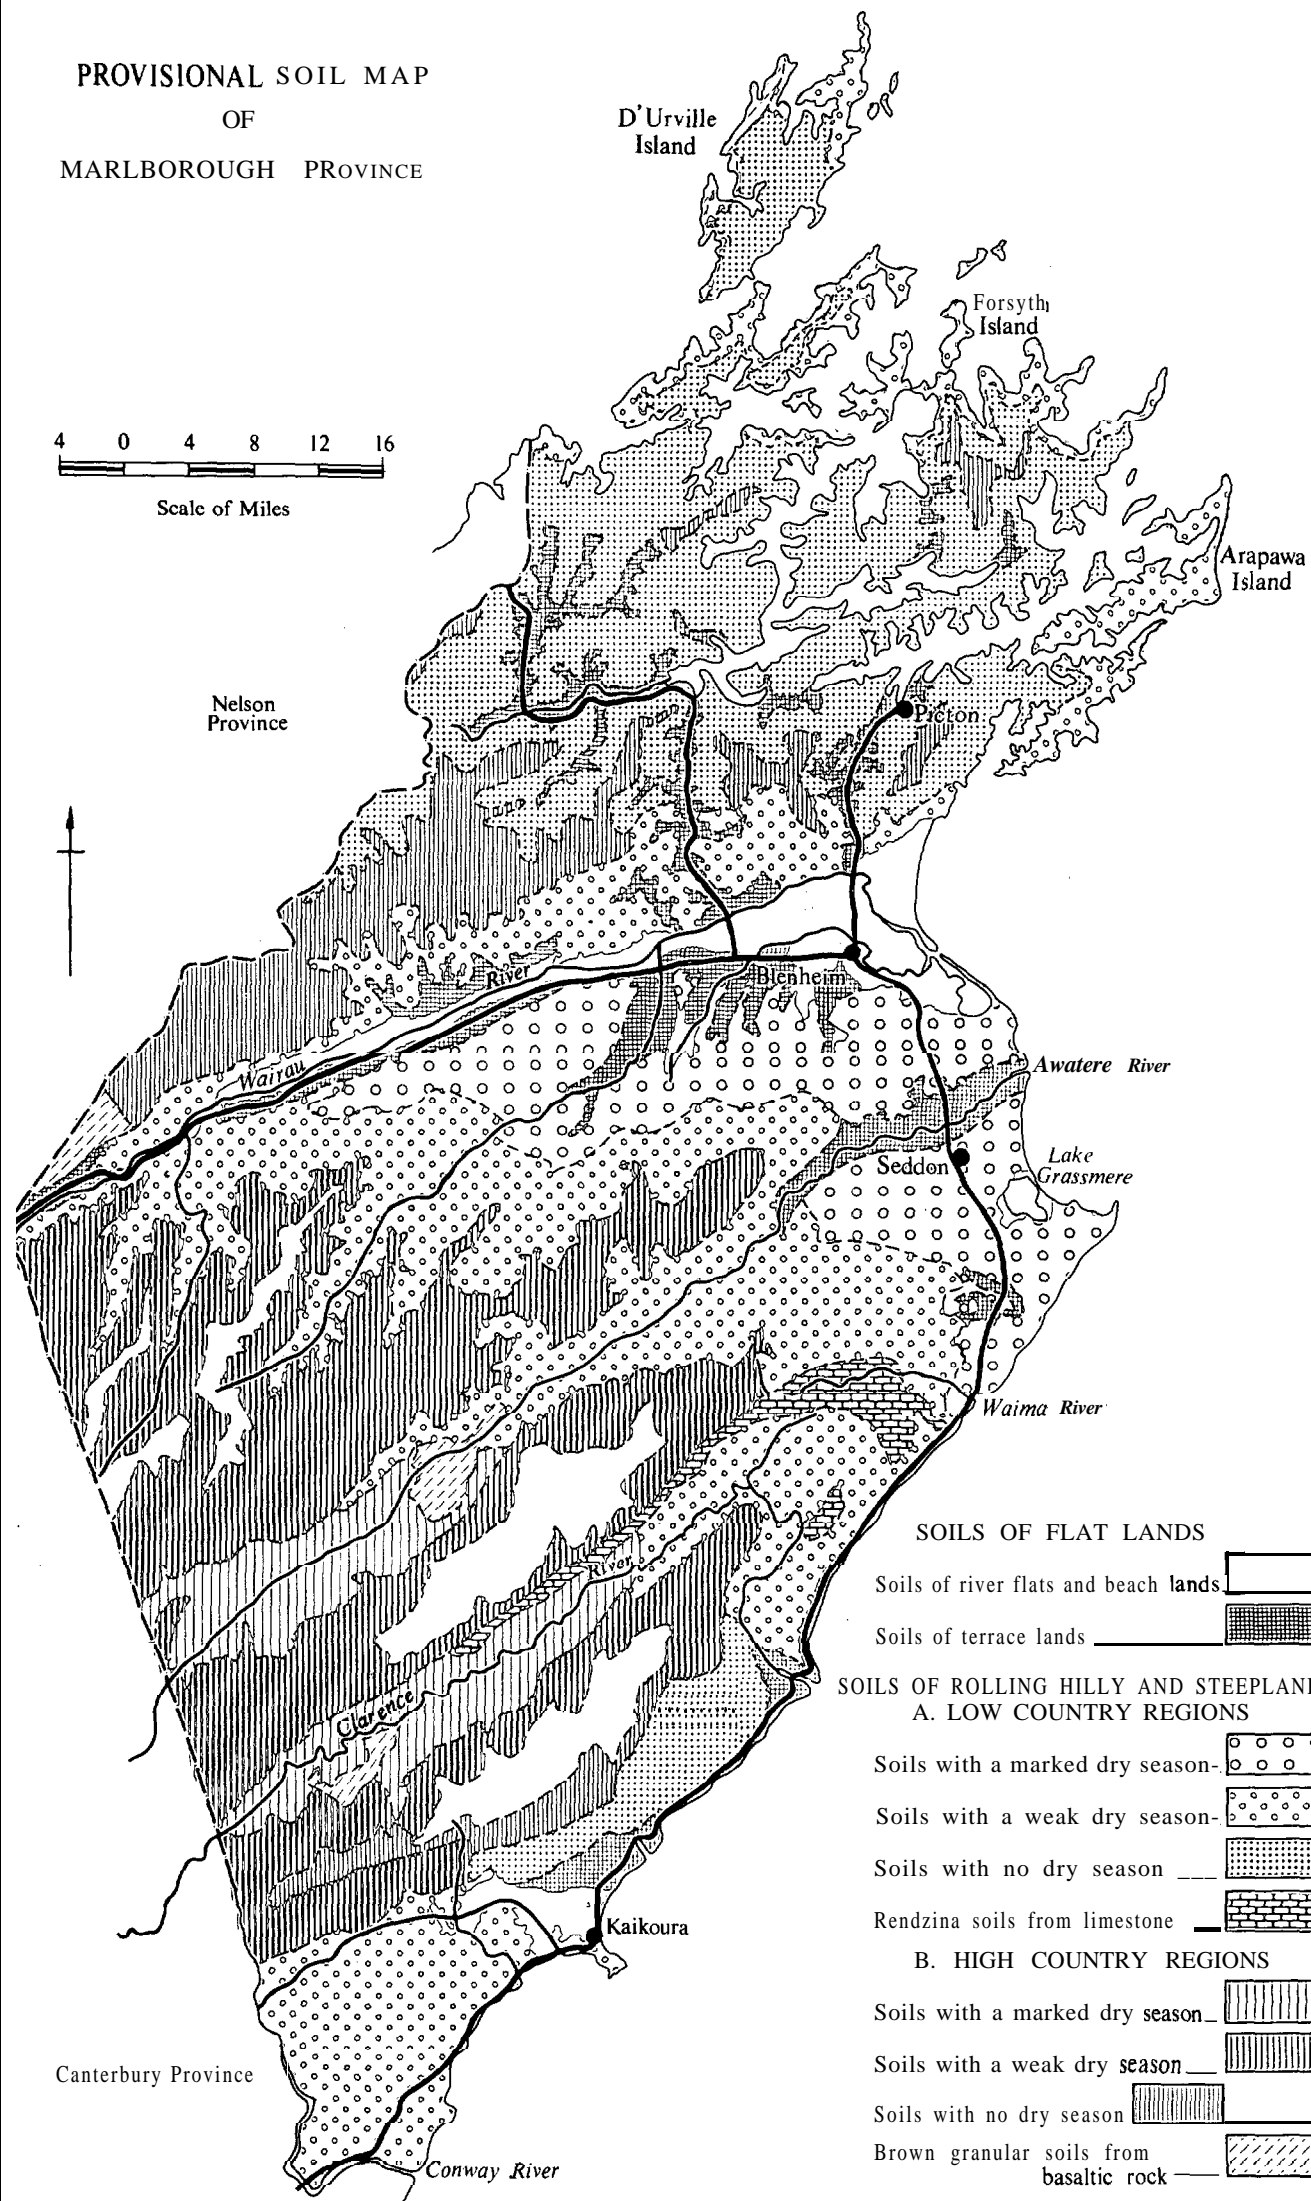 PROVISIONAL SOIL MAP
OF
MARLBOROUGH PROVINCE
D'Urville
Island
Forsyth
Island
4 0 4 8 12 16
Scale of Miles
Arapawa
Island
Nelson
Province
Picton
River
Blenheim
Wairau
Awatere River
Seddon
Lake
Grassmere
Waima River
River
Clarence
Kaikoura
Canterbury Province
Conway River
SOILS OF FLAT LANDS
Soils of river flats and beach lands
Soils of terrace lands
SOILS OF ROLLING HILLY AND STEEPLAND
A. LOW COUNTRY REGIONS
Soils with a marked dry season
Soils with a weak dry season
Soils with no dry season
Rendzina soils from limestone
B. HIGH COUNTRY REGIONS
Soils with a marked dry season
Soils with a weak dry season
Soils with no dry season
Brown granular soils from
basaltic rock